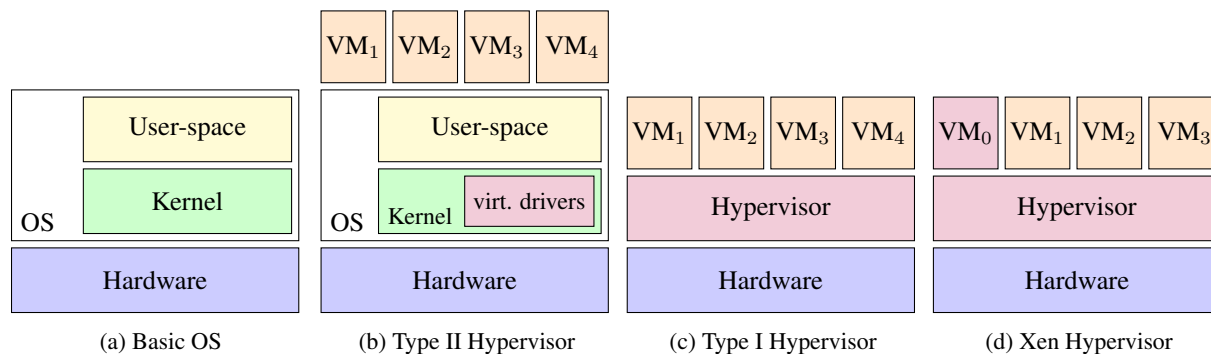 VM₁ VM₂ VM₃ VM₄
User-space
Kernel
OS
Hardware
(a) Basic OS
User-space
Kernel
virt. drivers
OS
Hardware
(b) Type II Hypervisor
VM₁ VM₂ VM₃ VM₄
Hypervisor
Hardware
(c) Type I Hypervisor
VM₀ VM₁ VM₂ VM₃
Hypervisor
Hardware
(d) Xen Hypervisor